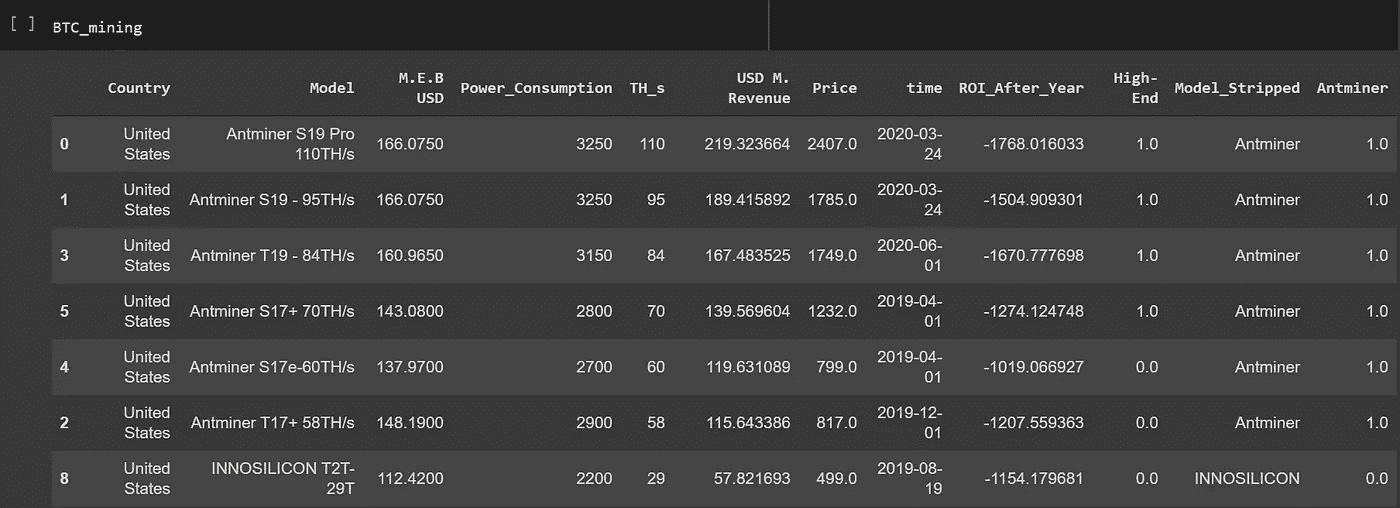 [ ] BTC_mining
Country Model M.E.B USD Power_Consumption TH_s USD M. Revenue Price time ROI_After_Year High-End Model_Stripped Antminer
0 United States Antminer S19 Pro 110TH/s 166.0750 3250 110 219.323664 2407.0 2020-03-24 -1768.016033 1.0 Antminer 1.0
1 United States Antminer S19 - 95TH/s 166.0750 3250 95 189.415892 1785.0 2020-03-24 -1504.909301 1.0 Antminer 1.0
3 United States Antminer T19 - 84TH/s 160.9650 3150 84 167.483525 1749.0 2020-06-01 -1670.777698 1.0 Antminer 1.0
5 United States Antminer S17+ 70TH/s 143.0800 2800 70 139.569604 1232.0 2019-04-01 -1274.124748 1.0 Antminer 1.0
4 United States Antminer S17e-60TH/s 137.9700 2700 60 119.631089 799.0 2019-04-01 -1019.066927 0.0 Antminer 1.0
2 United States Antminer T17+ 58TH/s 148.1900 2900 58 115.643386 817.0 2019-12-01 -1207.559363 0.0 Antminer 1.0
8 United States INNOSILICON T2T-29T 112.4200 2200 29 57.821693 499.0 2019-08-19 -1154.179681 0.0 INNOSILICON 0.0